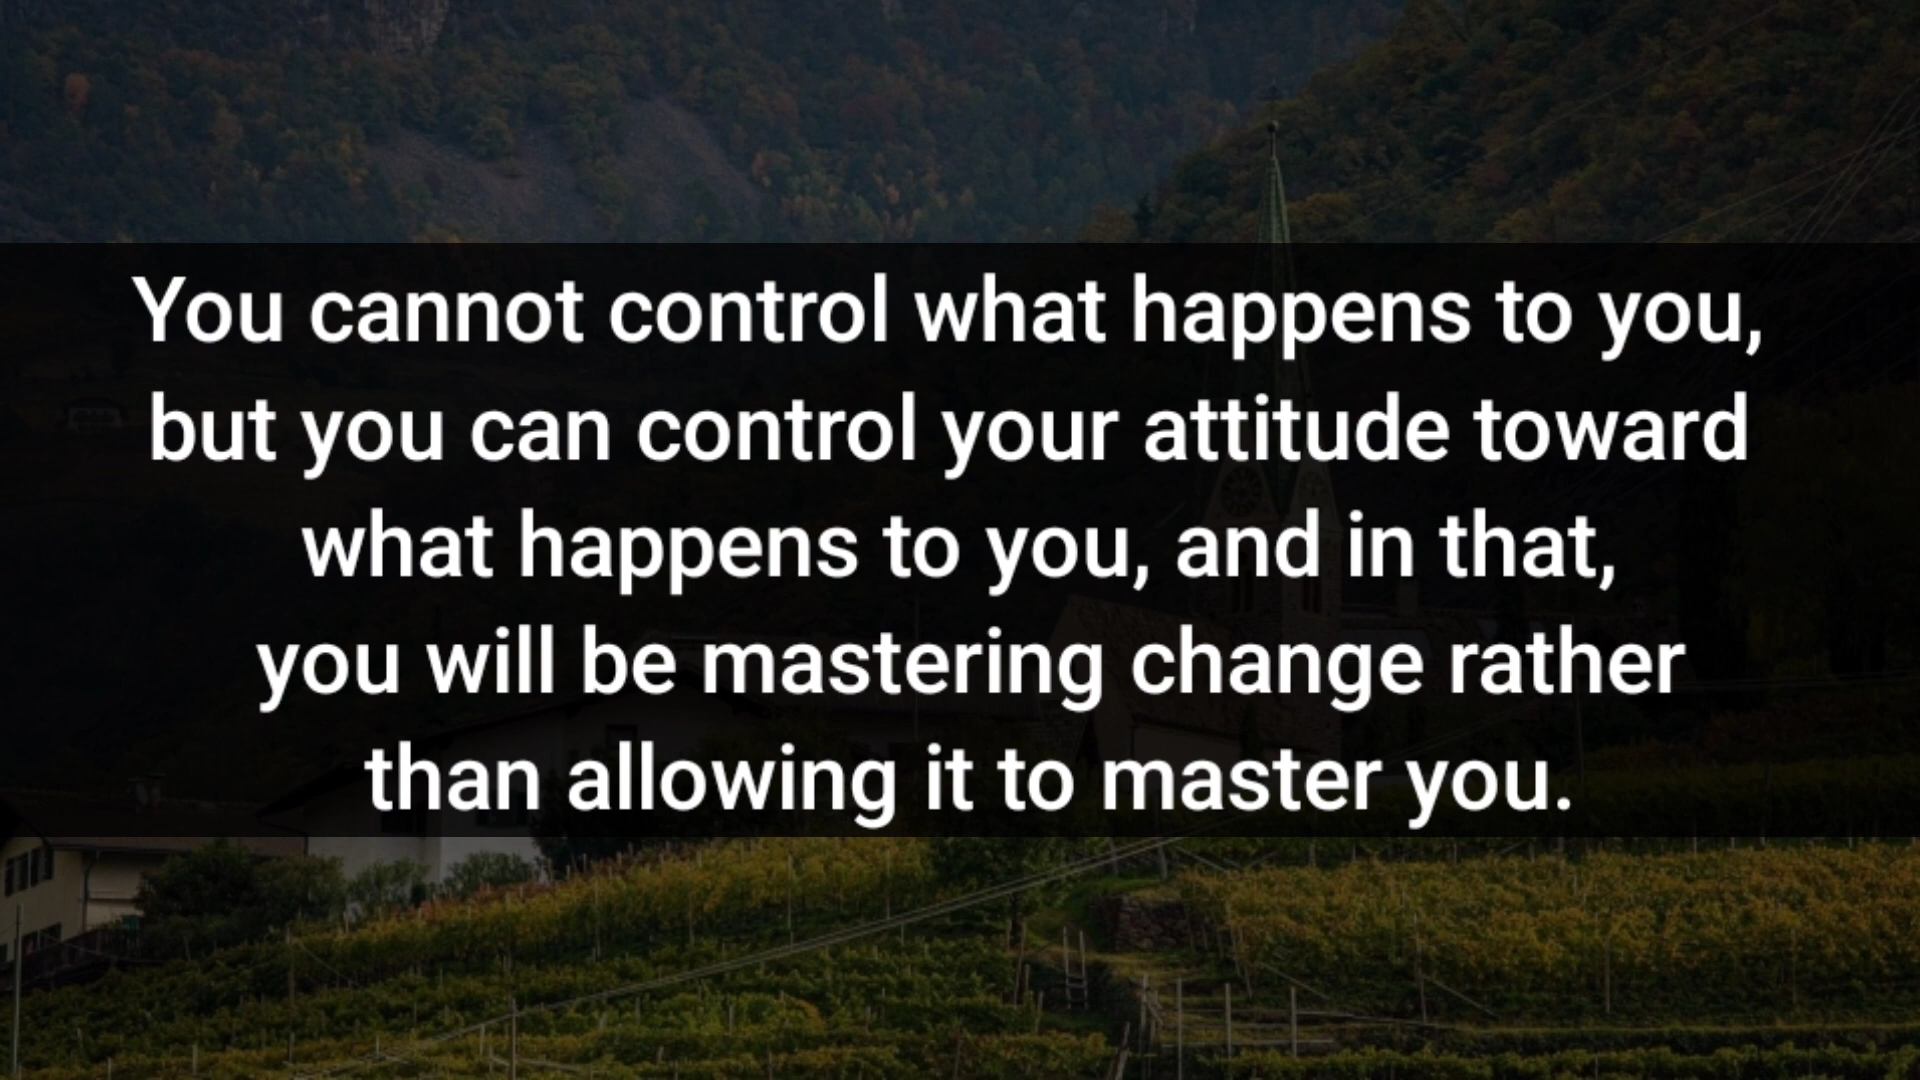 You cannot control what happens to you,
but you can control your attitude toward
what happens to you, and in that,
you will be mastering change rather
than allowing it to master you.